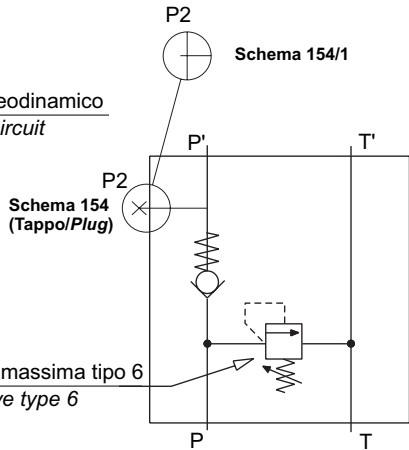 P2
Schema 154/1
eodinamico
ircuit
P'
T'
P2
Schema 154
(Tappo/Plug)
massima tipo 6
ve type 6
P
T